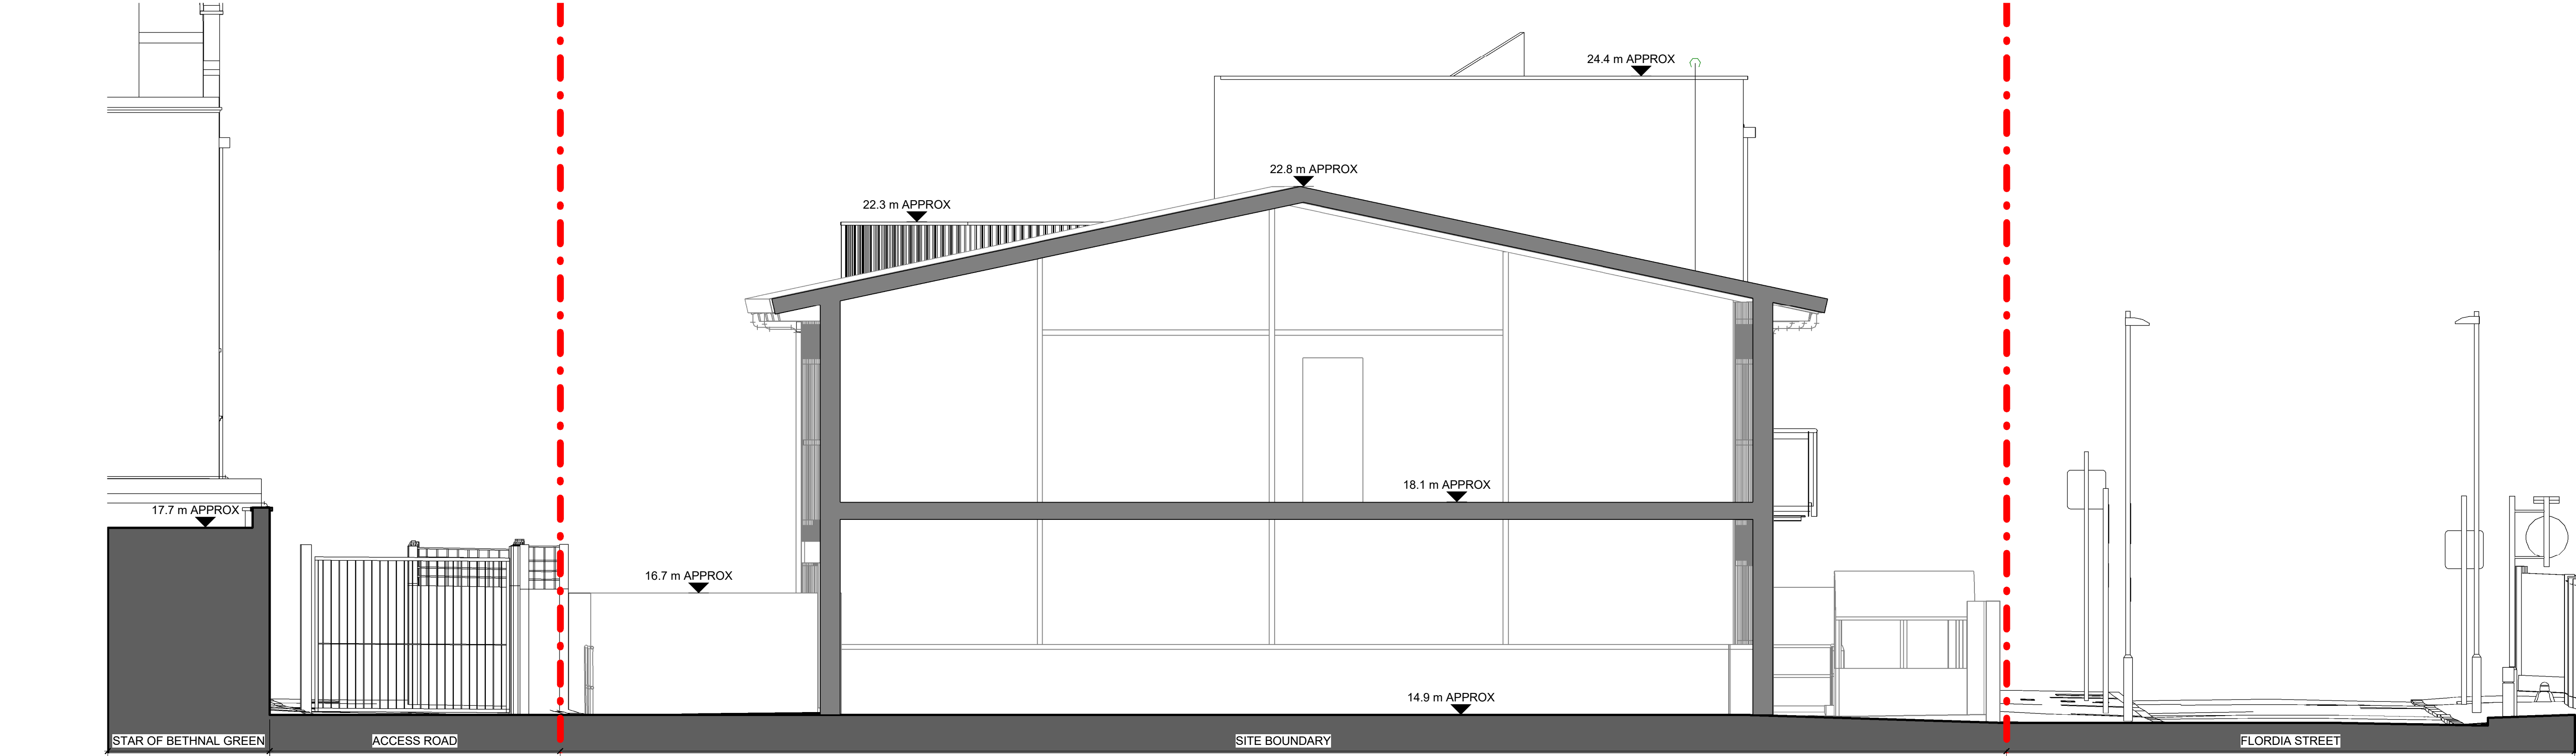 24.4 m APPROX
22.8 m APPROX
22.3 m APPROX
18.1 m APPROX
17.7 m APPROX
16.7 m APPROX
14.9 m APPROX
STAR OF BETHNAL GREEN
ACCESS ROAD
SITE BOUNDARY
FLORDIA STREET